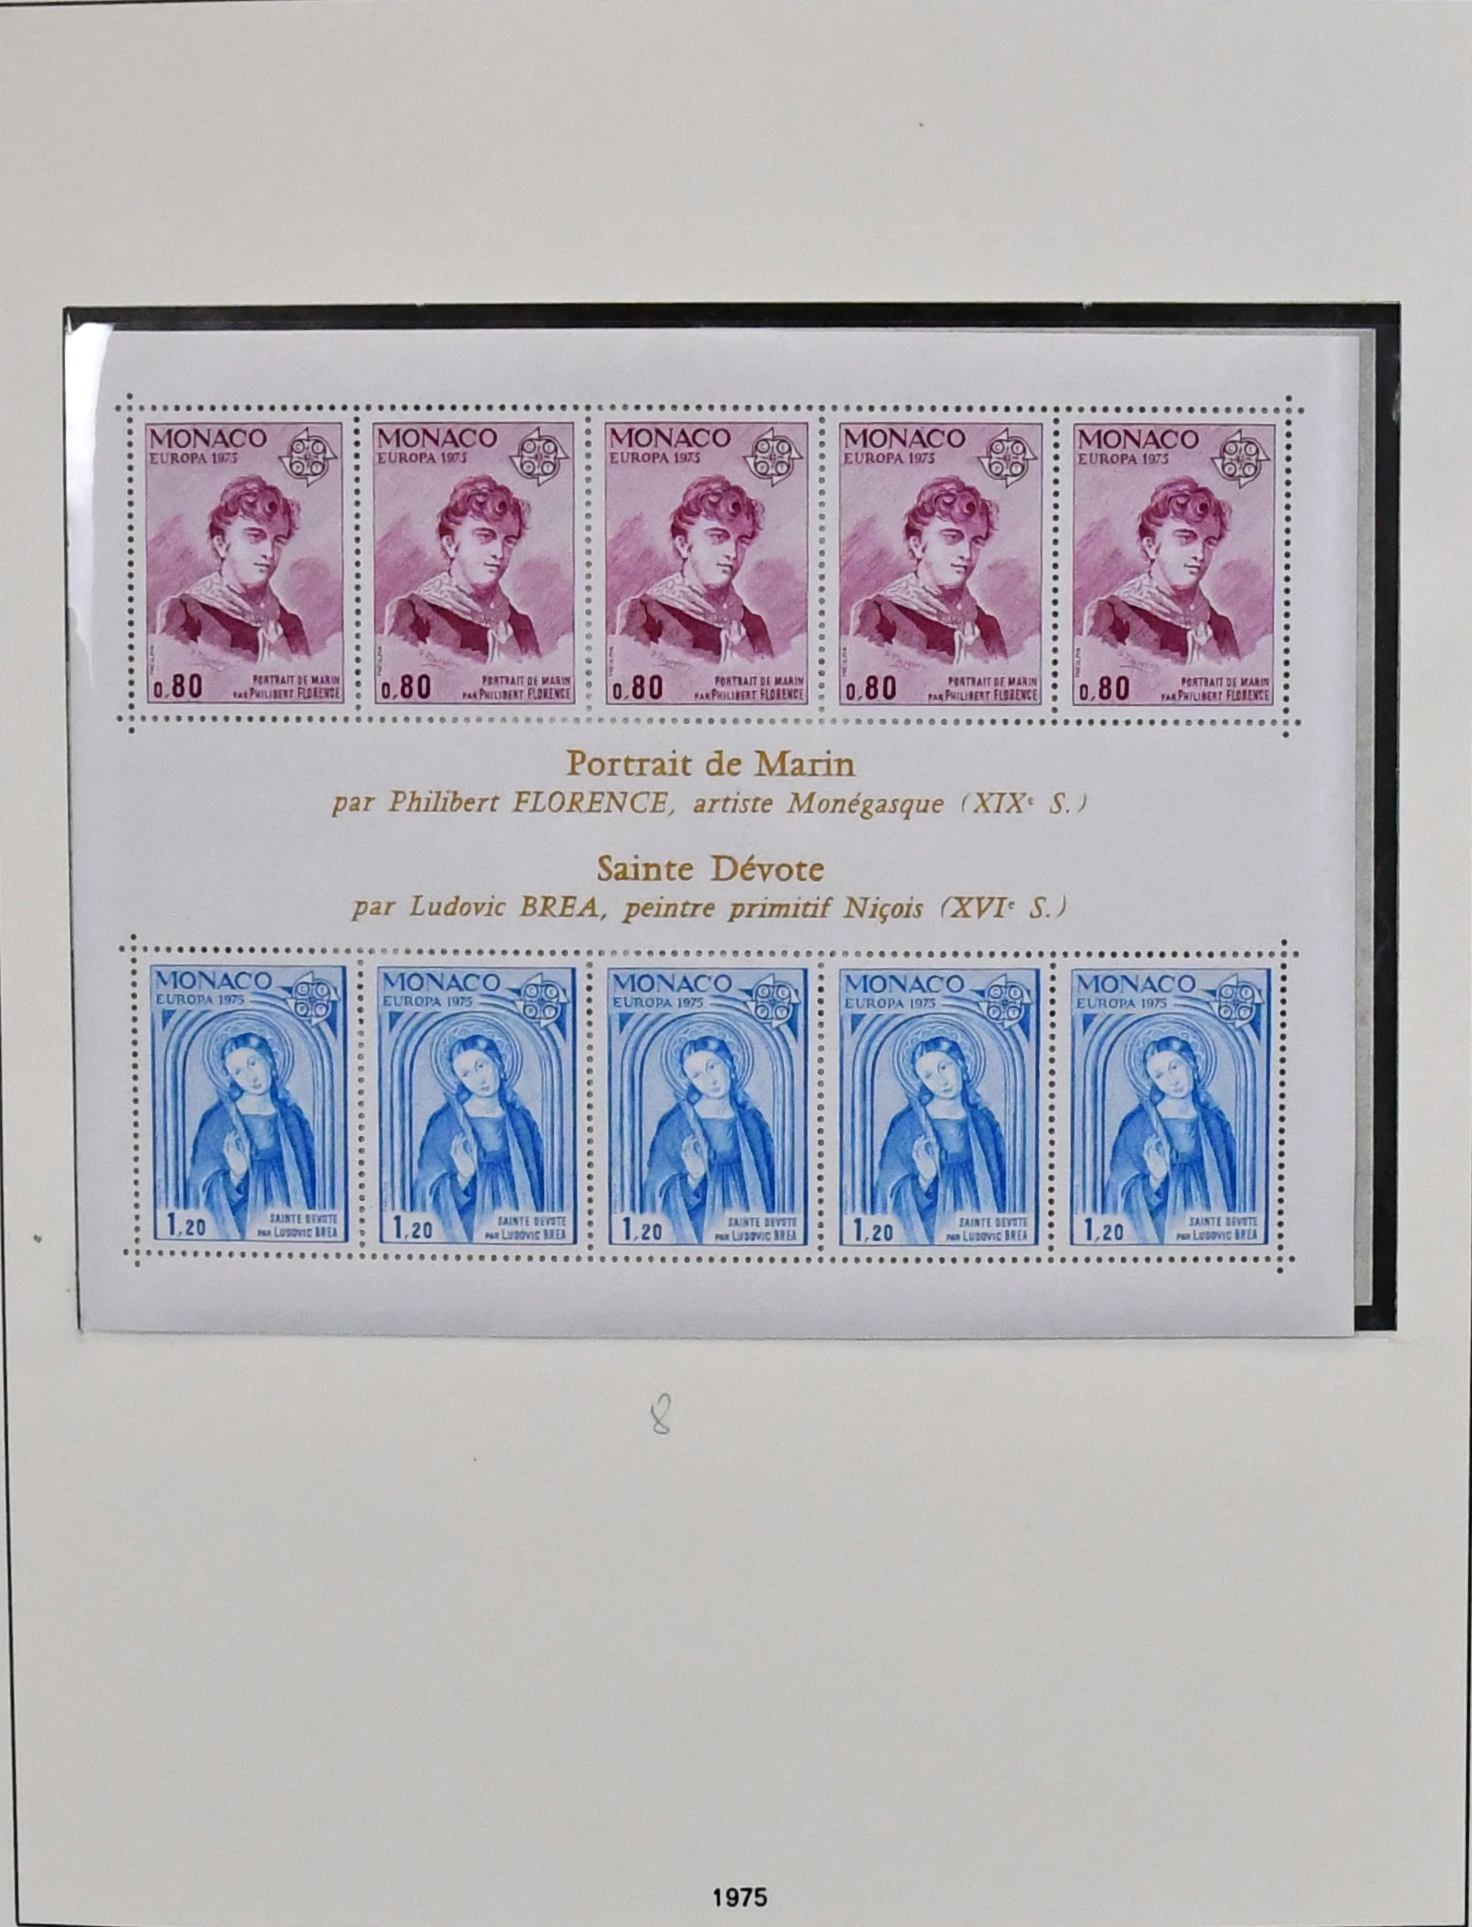 MONACO MONACO MONACO MONACO MONACO
EUROPA 1975 EUROPA 1975 EUROPA 1975 EUROPA 1975 EUROPA 1975
PORTRAIT DE MARIN PORTRAIT DE MARIN PORTRAIT DE MARIN PORTRAIT DE MARIN PORTRAIT DE MARIN
0,80 PAR PHILIBERT FLORENCE 0,80 PAR PHILIBERT FLORENCE 0,80 PAR PHILIBERT FLORENCE 0,80 PAR PHILIBERT FLORENCE 0,80 PAR PHILIBERT FLORENCE
Portrait de Marin
par Philibert FLORENCE, artiste Monégasque (XIXᵉ S.)
Sainte Dévote
par Ludovic BREA, peintre primitif Niçois (XVIᵉ S.)
MONACO MONACO MONACO MONACO MONACO
EUROPA 1975 EUROPA 1975 EUROPA 1975 EUROPA 1975 EUROPA 1975
SAINTE DEVOTE SAINTE DEVOTE SAINTE DEVOTE SAINTE DEVOTE SAINTE DEVOTE
1,20 PAR LUDOVIC BREA 1,20 PAR LUDOVIC BREA 1,20 PAR LUDOVIC BREA 1,20 PAR LUDOVIC BREA 1,20 PAR LUDOVIC BREA
8
1975